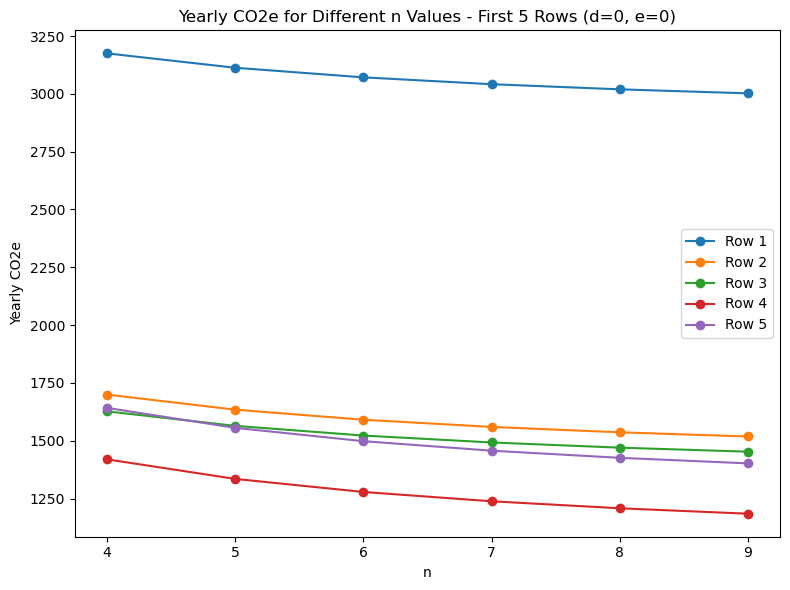 Yearly CO2e for Different n Values - First 5 Rows (d=0, e=0)
Yearly CO2e
3250
3000
2750
2500
2250
2000
1750
1500
1250
Row 1
Row 2
Row 3
Row 4
Row 5
4 5 6 7 8 9
n